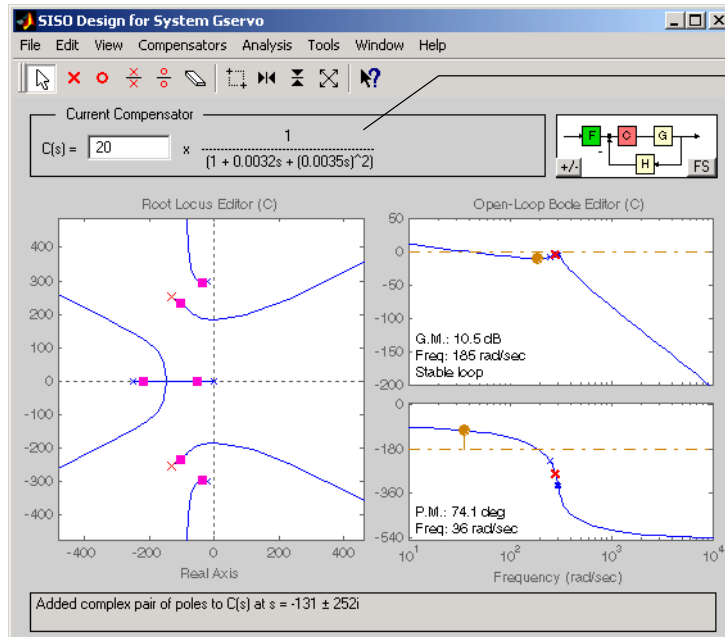 SISO Design for System Gservo
File Edit View Compensators Analysis Tools Window Help
Current Compensator
C(s) = 20 x 1
(1 + 0.0032s + (0.0035s)^2)
F C G
H
+/- FS
Root Locus Editor (C)
400
300
200
100
0
-100
-200
-300
-400
-400 -200 0 200 400
Real Axis
Open-Loop Bode Editor (C)
50
0
-50
-100
-150
-200
G.M.: 10.5 dB
Freq: 185 rad/sec
Stable loop
0
-180
-360
-540
P.M.: 74.1 deg
Freq: 36 rad/sec
10^1 10^2 10^3 10^4
Frequency (rad/sec)
Added complex pair of poles to C(s) at s = -131 ± 252i